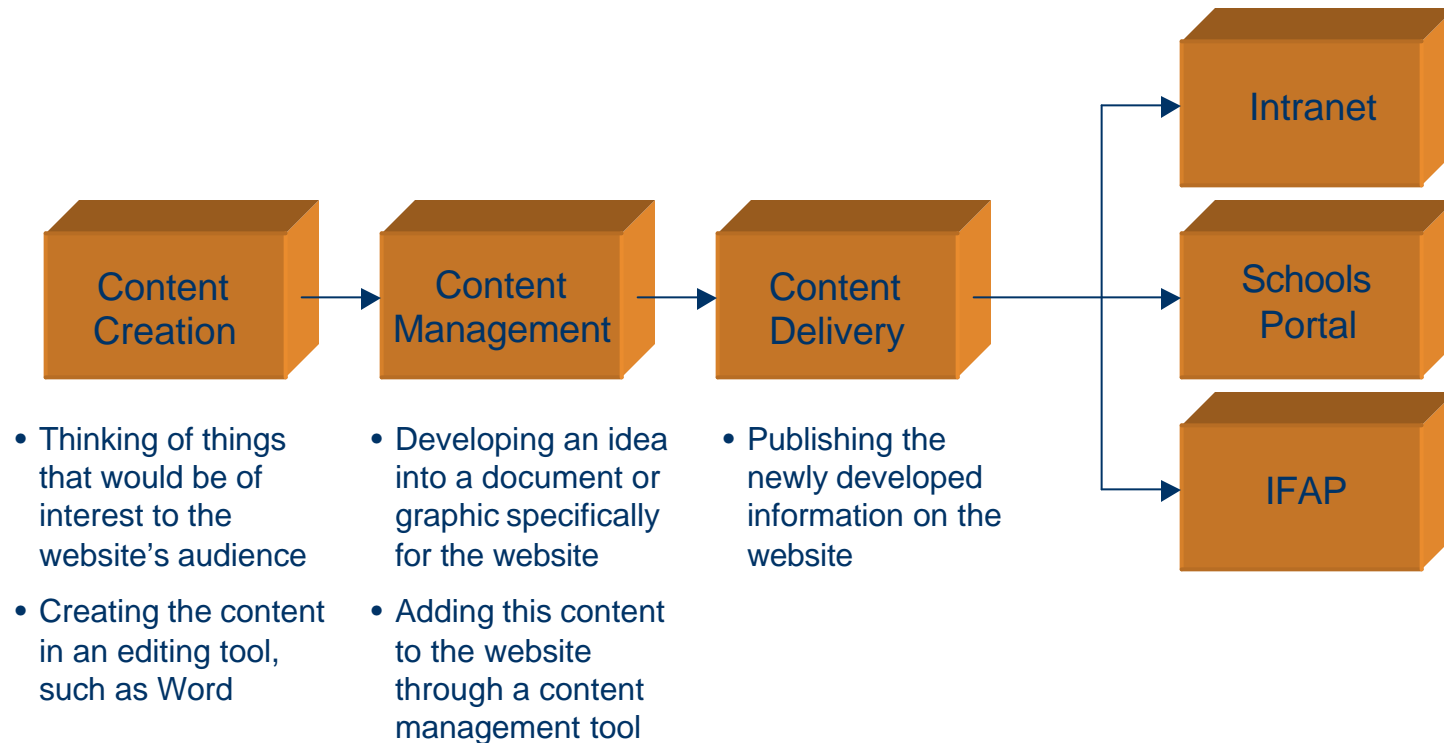 Intranet
Content
Creation
Content
Management
Content
Delivery
Schools
Portal
IFAP
• Thinking of things
that would be of
interest to the
website’s audience
• Creating the content
in an editing tool,
such as Word
• Developing an idea
into a document or
graphic specifically
for the website
• Adding this content
to the website
through a content
management tool
• Publishing the
newly developed
information on the
website